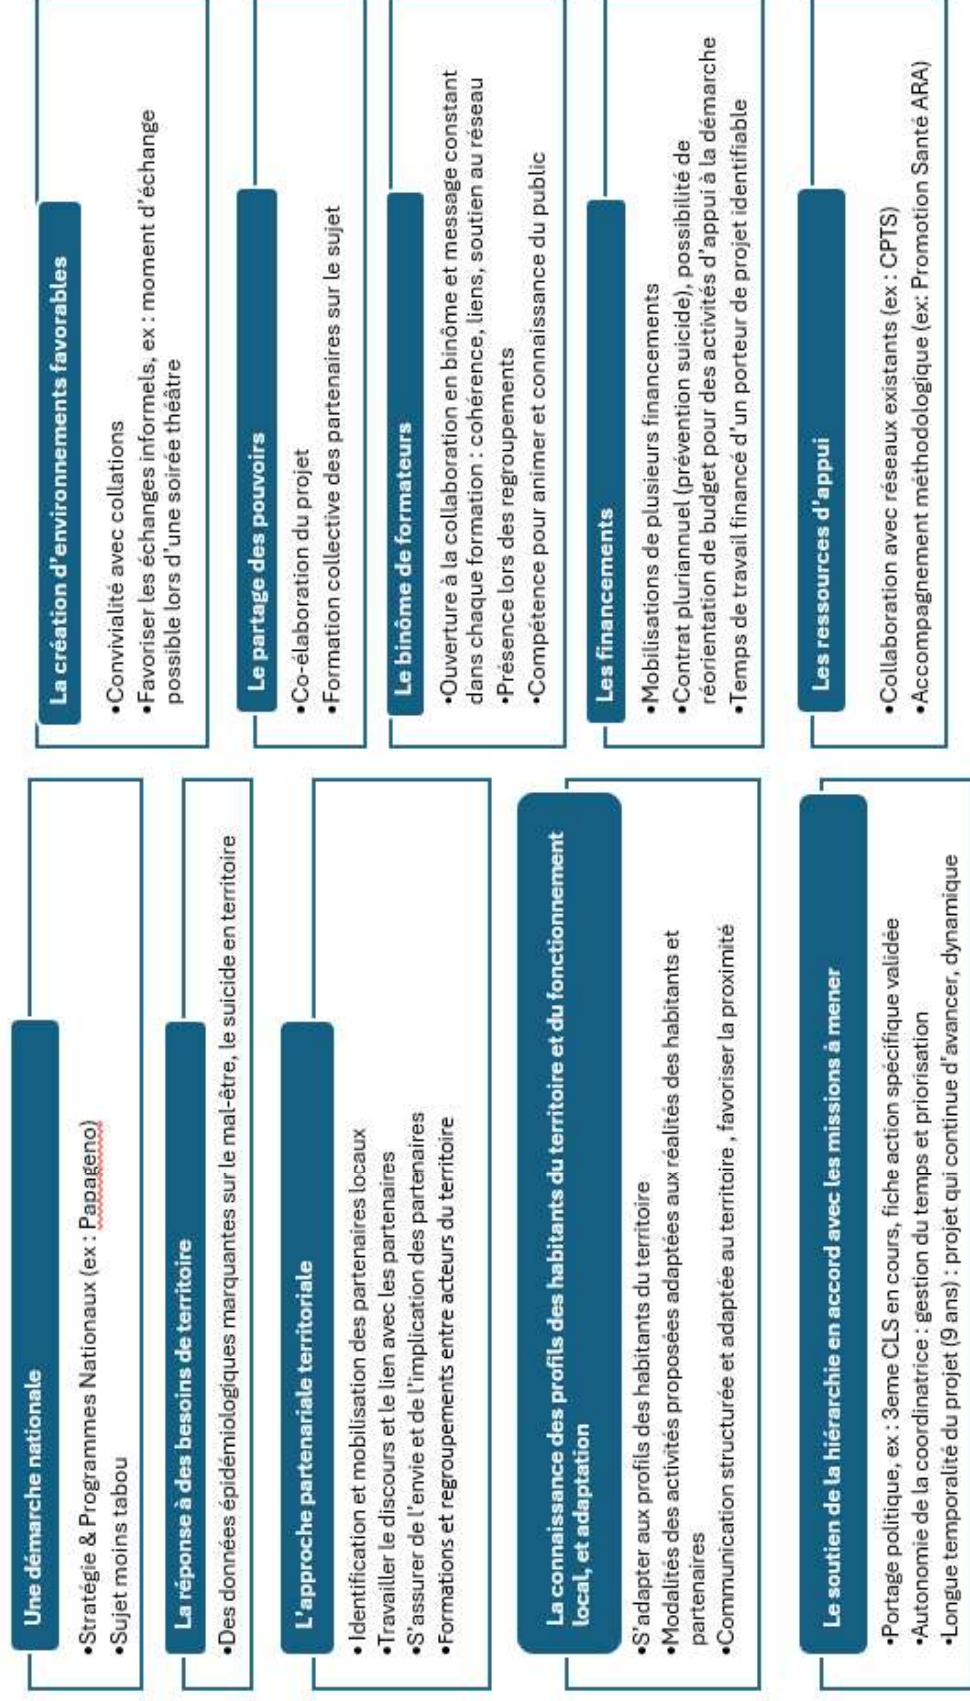 Une démarche nationale
•Stratégie & Programmes Nationaux (ex : Papageno)
•Sujet moins tabou
La réponse à des besoins de territoire
•Des données épidémiologiques marquantes sur le mal-être, le suicide en territoire
L'approche partenariale territoriale
•Identification et mobilisation des partenaires locaux
•Travailler le discours et le lien avec les partenaires
•S'assurer de l'envie et de l'implication des partenaires
•Formations et regroupements entre acteurs du territoire
La connaissance des profils des habitants du territoire et du fonctionnement
local, et adaptation
•S'adapter aux profils des habitants du territoire
•Modalités des activités proposées adaptées aux réalités des habitants et
partenaires
•Communication structurée et adaptée au territoire , favoriser la proximité
Le soutien de la hiérarchie en accord avec les missions à mener
•Portage politique, ex : 3eme CLS en cours, fiche action spécifique validée
•Autonomie de la coordinatrice : gestion du temps et priorisation
•Longue temporalité du projet (9 ans) : projet qui continue d'avancer, dynamique
La création d'environnements favorables
•Convivialité avec collations
•Favoriser les échanges informels, ex : moment d'échange
possible lors d'une soirée théâtre
Le partage des pouvoirs
•Co-élaboration du projet
•Formation collective des partenaires sur le sujet
Le binôme de formateurs
•Ouverture à la collaboration en binôme et message constant
dans chaque formation : cohérence, liens, soutien au réseau
•Présence lors des regroupements
•Compétence pour animer et connaissance du public
Les financements
•Mobilisations de plusieurs financements
•Contrat pluriannuel (prévention suicide), possibilité de
réorientation de budget pour des activités d'appui à la démarche
•Temps de travail financé d'un porteur de projet identifiable
Les ressources d'appui
•Collaboration avec réseaux existants (ex : CPTS)
•Accompagnement méthodologique (ex: Promotion Santé ARA)